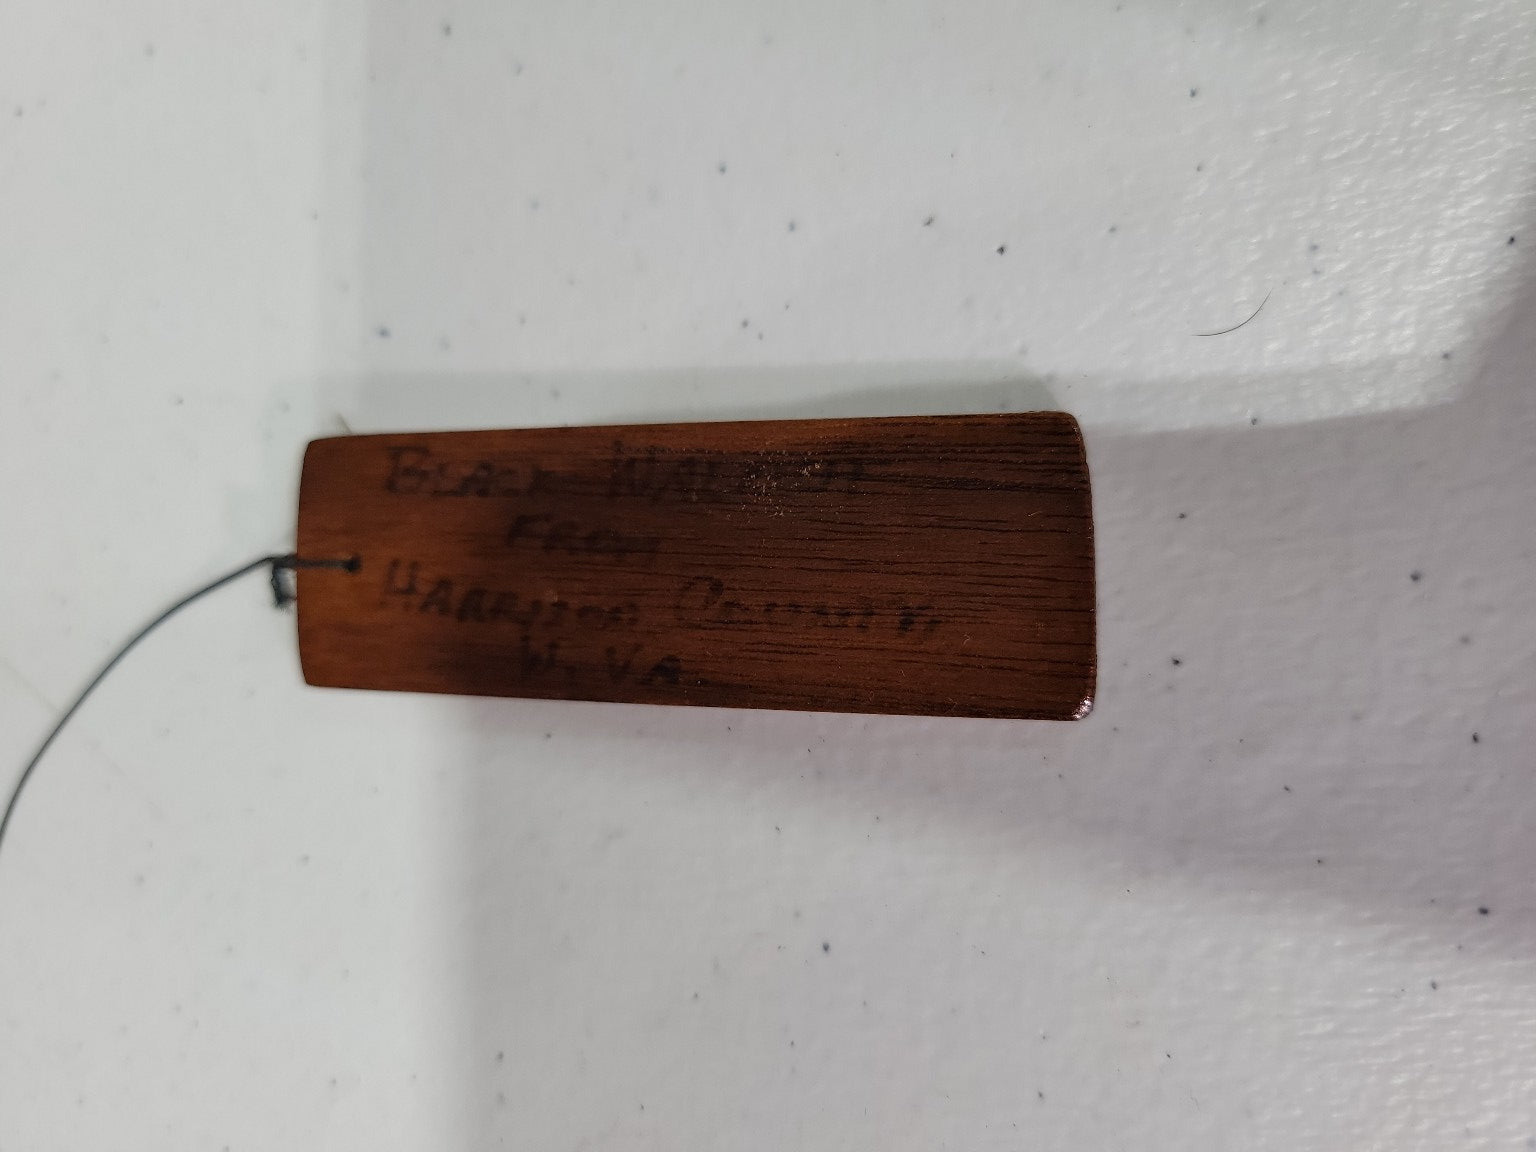 BLACK WALNUT
FROM
HARRISON COUNTY
W. VA.